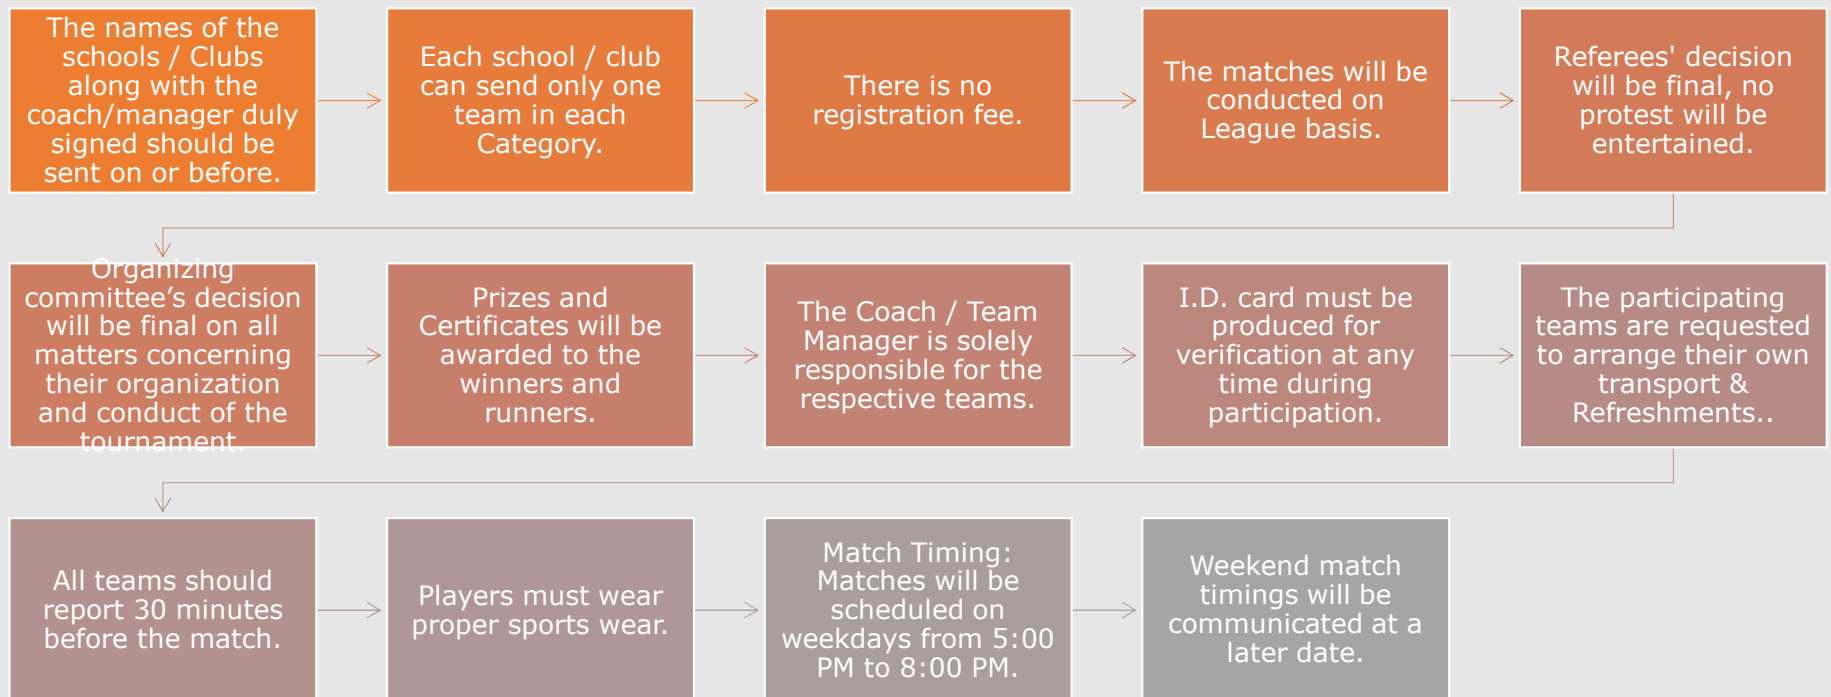 The names of the
schools / Clubs
along with the
coach/manager duly
signed should be
sent on or before.
Each school / club
can send only one
team in each
Category.
There is no
registration fee.
The matches will be
conducted on
League basis.
Referees' decision
will be final, no
protest will be
entertained.
Organizing
committee’s decision
will be final on all
matters concerning
their organization
and conduct of the
tournament.
Prizes and
Certificates will be
awarded to the
winners and
runners.
The Coach / Team
Manager is solely
responsible for the
respective teams.
I.D. card must be
produced for
verification at any
time during
participation.
The participating
teams are requested
to arrange their own
transport &
Refreshments..
All teams should
report 30 minutes
before the match.
Players must wear
proper sports wear.
Match Timing:
Matches will be
scheduled on
weekdays from 5:00
PM to 8:00 PM.
Weekend match
timings will be
communicated at a
later date.